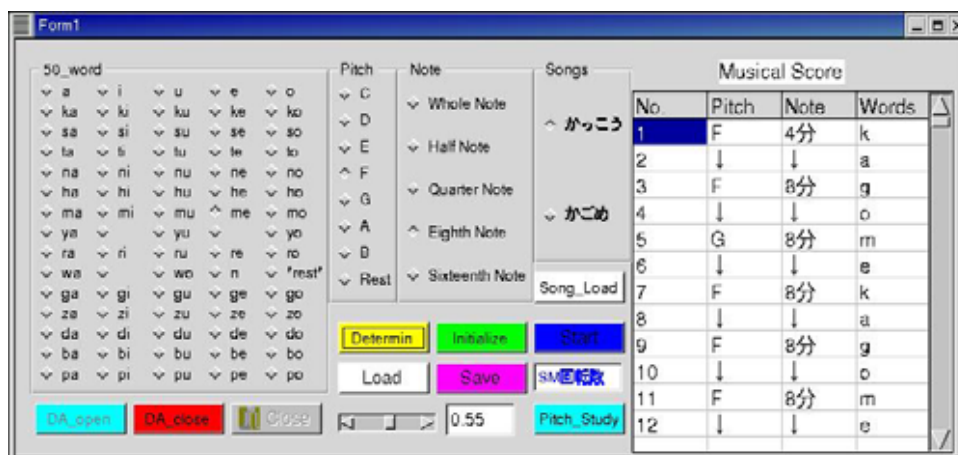 Form1
50_word
a i u e o
ka ki ku ke ko
sa si su se so
ta ti tu te to
na ni nu ne no
ha hi hu he ho
ma mi mu me mo
ya yu yo
ra ri ru re ro
wa wo n "rest"
ga gi gu ge go
za zi zu ze zo
da di du de do
ba bi bu be bo
pa pi pu pe po
Pitch
C
D
E
F
G
A
B
Rest
Note
Whole Note
Half Note
Quarter Note
Eighth Note
Sixteenth Note
Songs
かっこう
かごめ
Song_Load
Determin Initialize Start
Load Save SM回転数
DA_open DA_close Close 0.55 Pitch_Study
Musical Score
No. Pitch Note Words
1 F 4分 k
2 ↓ ↓ a
3 F 8分 g
4 ↓ ↓ o
5 G 8分 m
6 ↓ ↓ e
7 F 8分 k
8 ↓ ↓ a
9 F 8分 g
10 ↓ ↓ o
11 F 8分 m
12 ↓ ↓ e